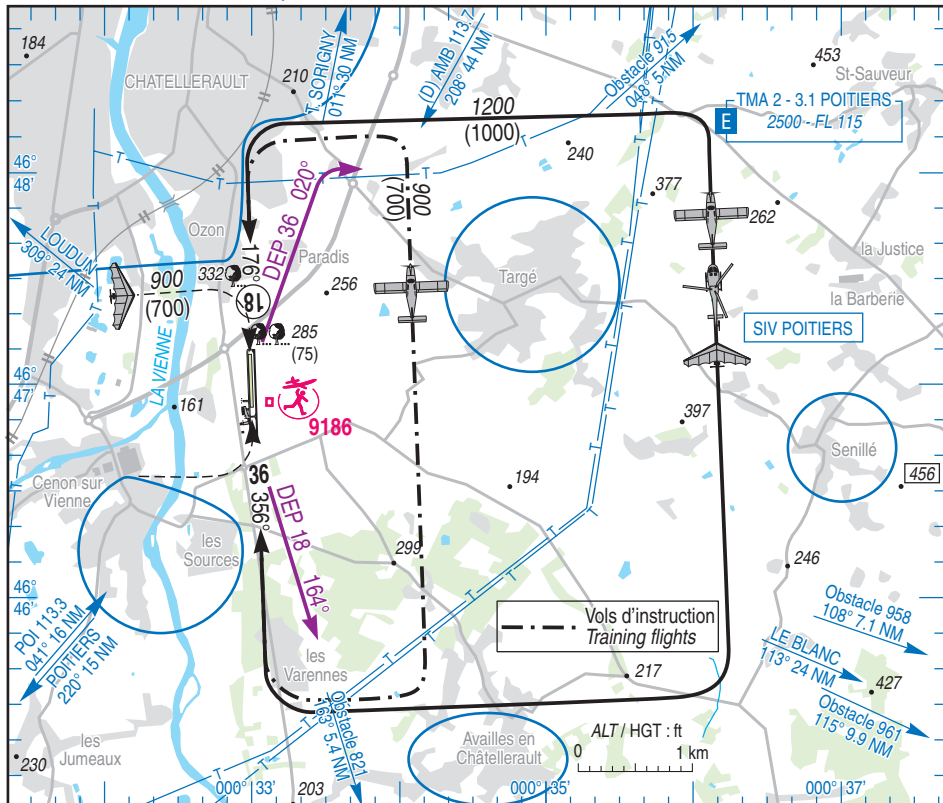 184
CHATELLERAULT
210
T. SORIGNY
011° 30 NM
(D) AMB 113.7
208° 44 NM
Obstacle 915
048° 5 NM
453
St-Sauveur
E
TMA 2 - 3.1 POITIERS
2500 - FL 115
1200
(1000)
240
46°
48'
900
(700)
377
262
DEP 36 020°
Ozon
Paradis
176°
LOUDUN
309° 24 NM
332
900
(700)
18
256
Targé
la Justice
la Barberie
285
(75)
SIV POITIERS
LA VIENNE
46°
47'
161
9186
397
Senillé
456
Cenon sur
Vienne
36
356°
194
DEP 18 164°
les
Sources
299
246
46°
46'
POI 113.3
041° 16 NM
POITIERS
220° 15 NM
Vols d'instruction
Training flights
Obstacle 958
108° 7.1 NM
LE BLANC
113° 24 NM
les
Varennes
217
427
Obstacle 961
115° 9.9 NM
Obstacle 821
163° 5.4 NM
Availles en
Châtellerault
ALT / HGT : ft
0 1 km
les
Jumeaux
230
000° 33'
203
000° 35'
000° 37'
T
T
T
T
T
T
T
T
T
T
T
T
T
T